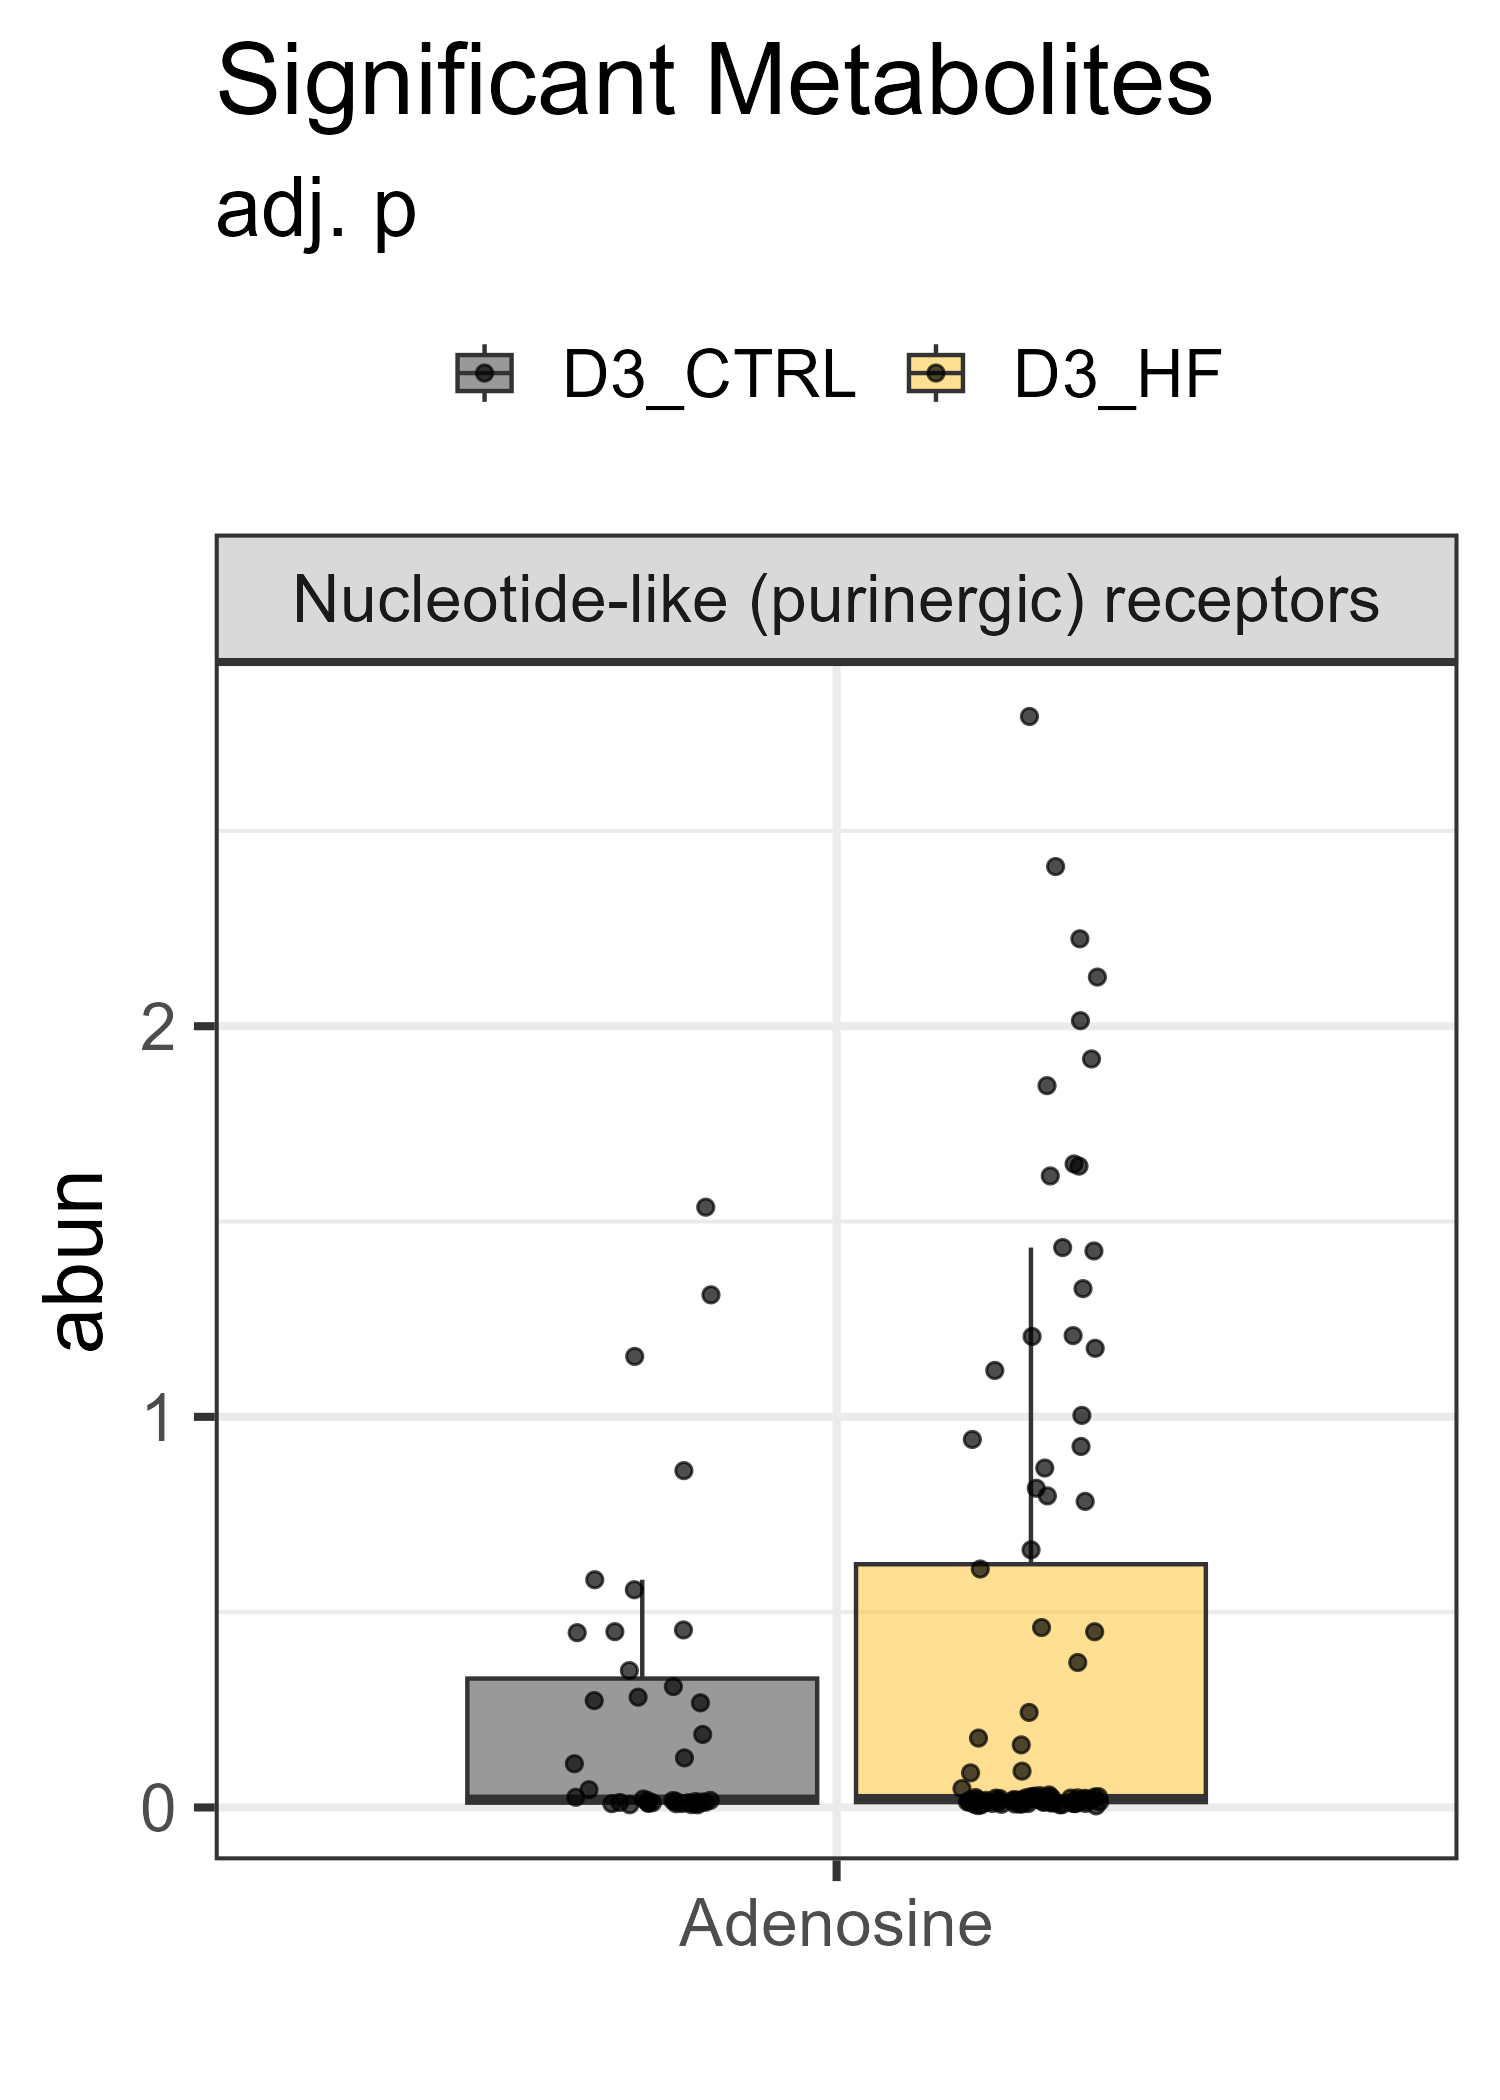 Significant Metabolites
adj. p
D3_CTRL D3_HF
Nucleotide-like (purinergic) receptors
2
1
0
abun
Adenosine